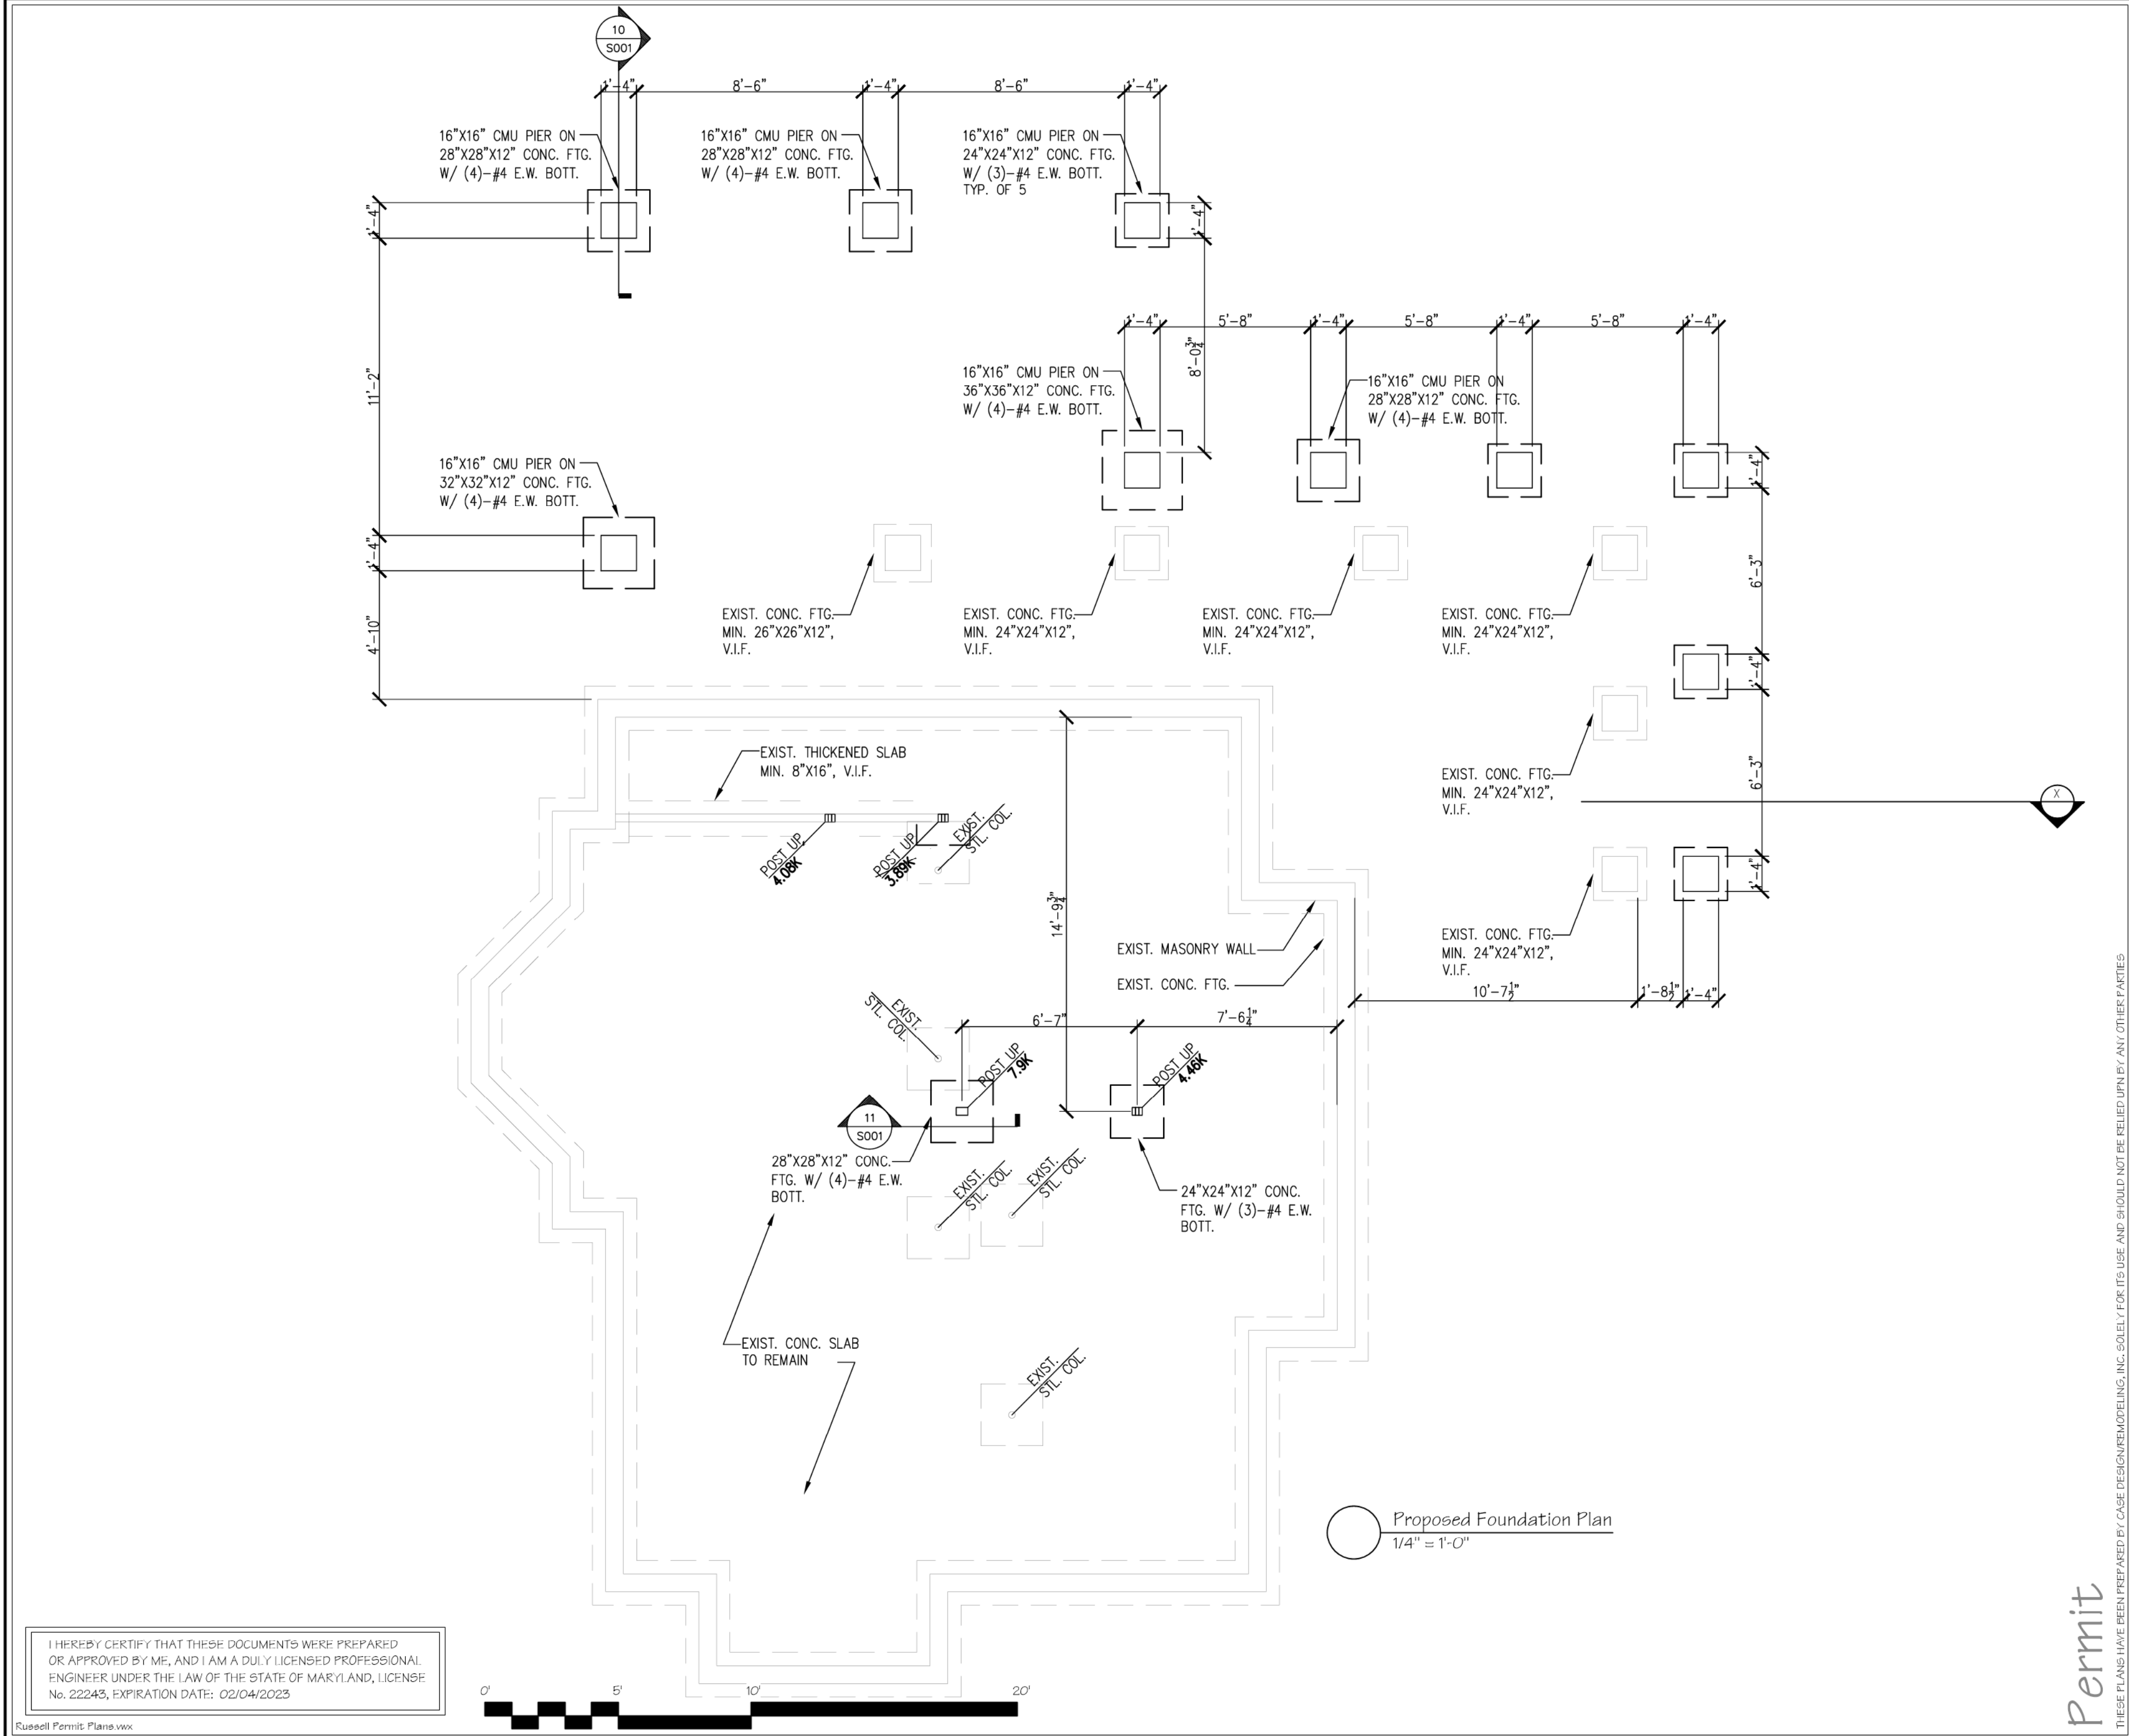 10
S001
1'-4"
8'-6"
1'-4"
8'-6"
1'-4"
16"X16" CMU PIER ON
28"X28"X12" CONC. FTG.
W/ (4)-#4 E.W. BOTT.
16"X16" CMU PIER ON
28"X28"X12" CONC. FTG.
W/ (4)-#4 E.W. BOTT.
16"X16" CMU PIER ON
24"X24"X12" CONC. FTG.
W/ (3)-#4 E.W. BOTT.
TYP. OF 5
1'-4"
1'-4"
1'-4"
5'-8"
1'-4"
5'-8"
1'-4"
5'-8"
1'-4"
8'-0¾"
11'-2"
16"X16" CMU PIER ON
36"X36"X12" CONC. FTG.
W/ (4)-#4 E.W. BOTT.
16"X16" CMU PIER ON
28"X28"X12" CONC. FTG.
W/ (4)-#4 E.W. BOTT.
16"X16" CMU PIER ON
32"X32"X12" CONC. FTG.
W/ (4)-#4 E.W. BOTT.
1'-4"
1'-4"
6'-3"
4'-10"
EXIST. CONC. FTG.
MIN. 26"X26"X12",
V.I.F.
EXIST. CONC. FTG.
MIN. 24"X24"X12",
V.I.F.
EXIST. CONC. FTG.
MIN. 24"X24"X12",
V.I.F.
EXIST. CONC. FTG.
MIN. 24"X24"X12",
V.I.F.
1'-4"
EXIST. THICKENED SLAB
MIN. 8"X16", V.I.F.
EXIST. CONC. FTG.
MIN. 24"X24"X12",
V.I.F.
6'-3"
X
POST UP,
4.08K
POST UP
3.89K
EXIST.
STL. COL.
1'-4"
14'-9¾"
EXIST. MASONRY WALL
EXIST. CONC. FTG.
EXIST. CONC. FTG.
MIN. 24"X24"X12",
V.I.F.
10'-7½"
1'-8½"
1'-4"
EXIST.
STL. COL.
6'-7"
7'-6¼"
POST UP
7.9K
POST UP
4.46K
11
S001
28"X28"X12" CONC.
FTG. W/ (4)-#4 E.W.
BOTT.
EXIST.
STL. COL.
EXIST.
STL. COL.
24"X24"X12" CONC.
FTG. W/ (3)-#4 E.W.
BOTT.
EXIST. CONC. SLAB
TO REMAIN
EXIST.
STL. COL.
Proposed Foundation Plan
1/4" = 1'-0"
I HEREBY CERTIFY THAT THESE DOCUMENTS WERE PREPARED
OR APPROVED BY ME, AND I AM A DULY LICENSED PROFESSIONAL
ENGINEER UNDER THE LAW OF THE STATE OF MARYLAND, LICENSE
No. 22243, EXPIRATION DATE: 02/04/2023
0'
5'
10'
20'
Russell Permit Plans.vwx
Permit
THESE PLANS HAVE BEEN PREPARED BY CASE DESIGN/REMODELING, INC. SOLELY FOR ITS USE AND SHOULD NOT BE RELIED UPN BY ANY OTHER PARTIES